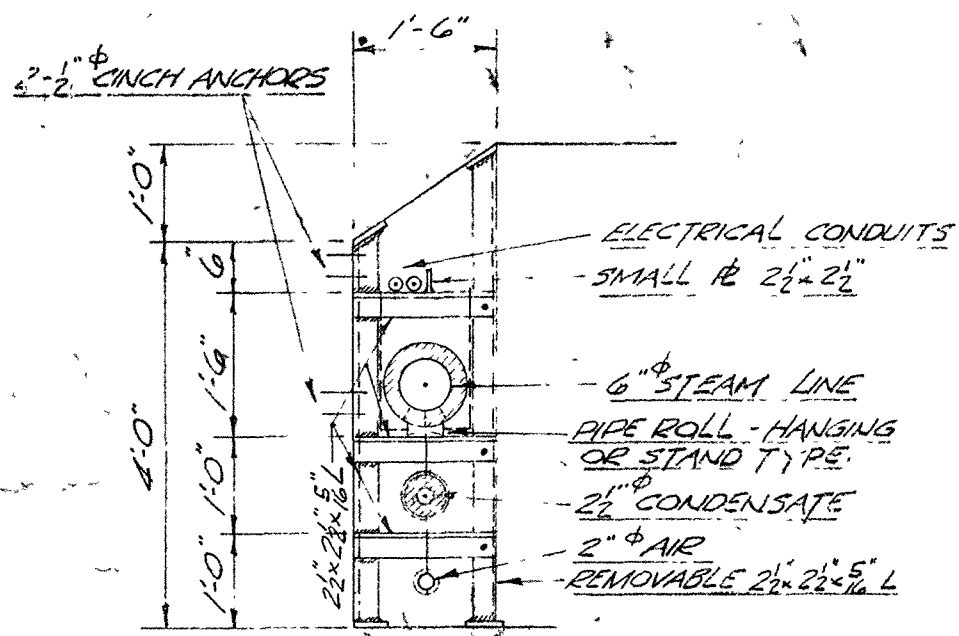 1'-6"
2-½"ϕ CINCH ANCHORS
1'-0"
6"
1'-6"
4'-0"
1'-0"
1'-0"
2½"×2½"×5/16" L
ELECTRICAL CONDUITS
SMALL ⅊ 2½"×2½"
6"ϕ STEAM LINE
PIPE ROLL - HANGING
OR STAND TYPE.
2½"ϕ CONDENSATE
2"ϕ AIR
REMOVABLE 2½"×2½"×5/16" L